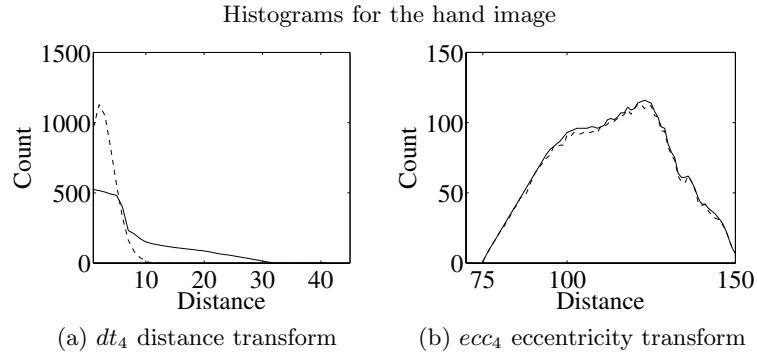 Histograms for the hand image
1500
1000
500
0
Count
10 20 30 40
Distance
150
100
50
0
Count
75 100 150
Distance
(a) dt4 distance transform
(b) ecc4 eccentricity transform